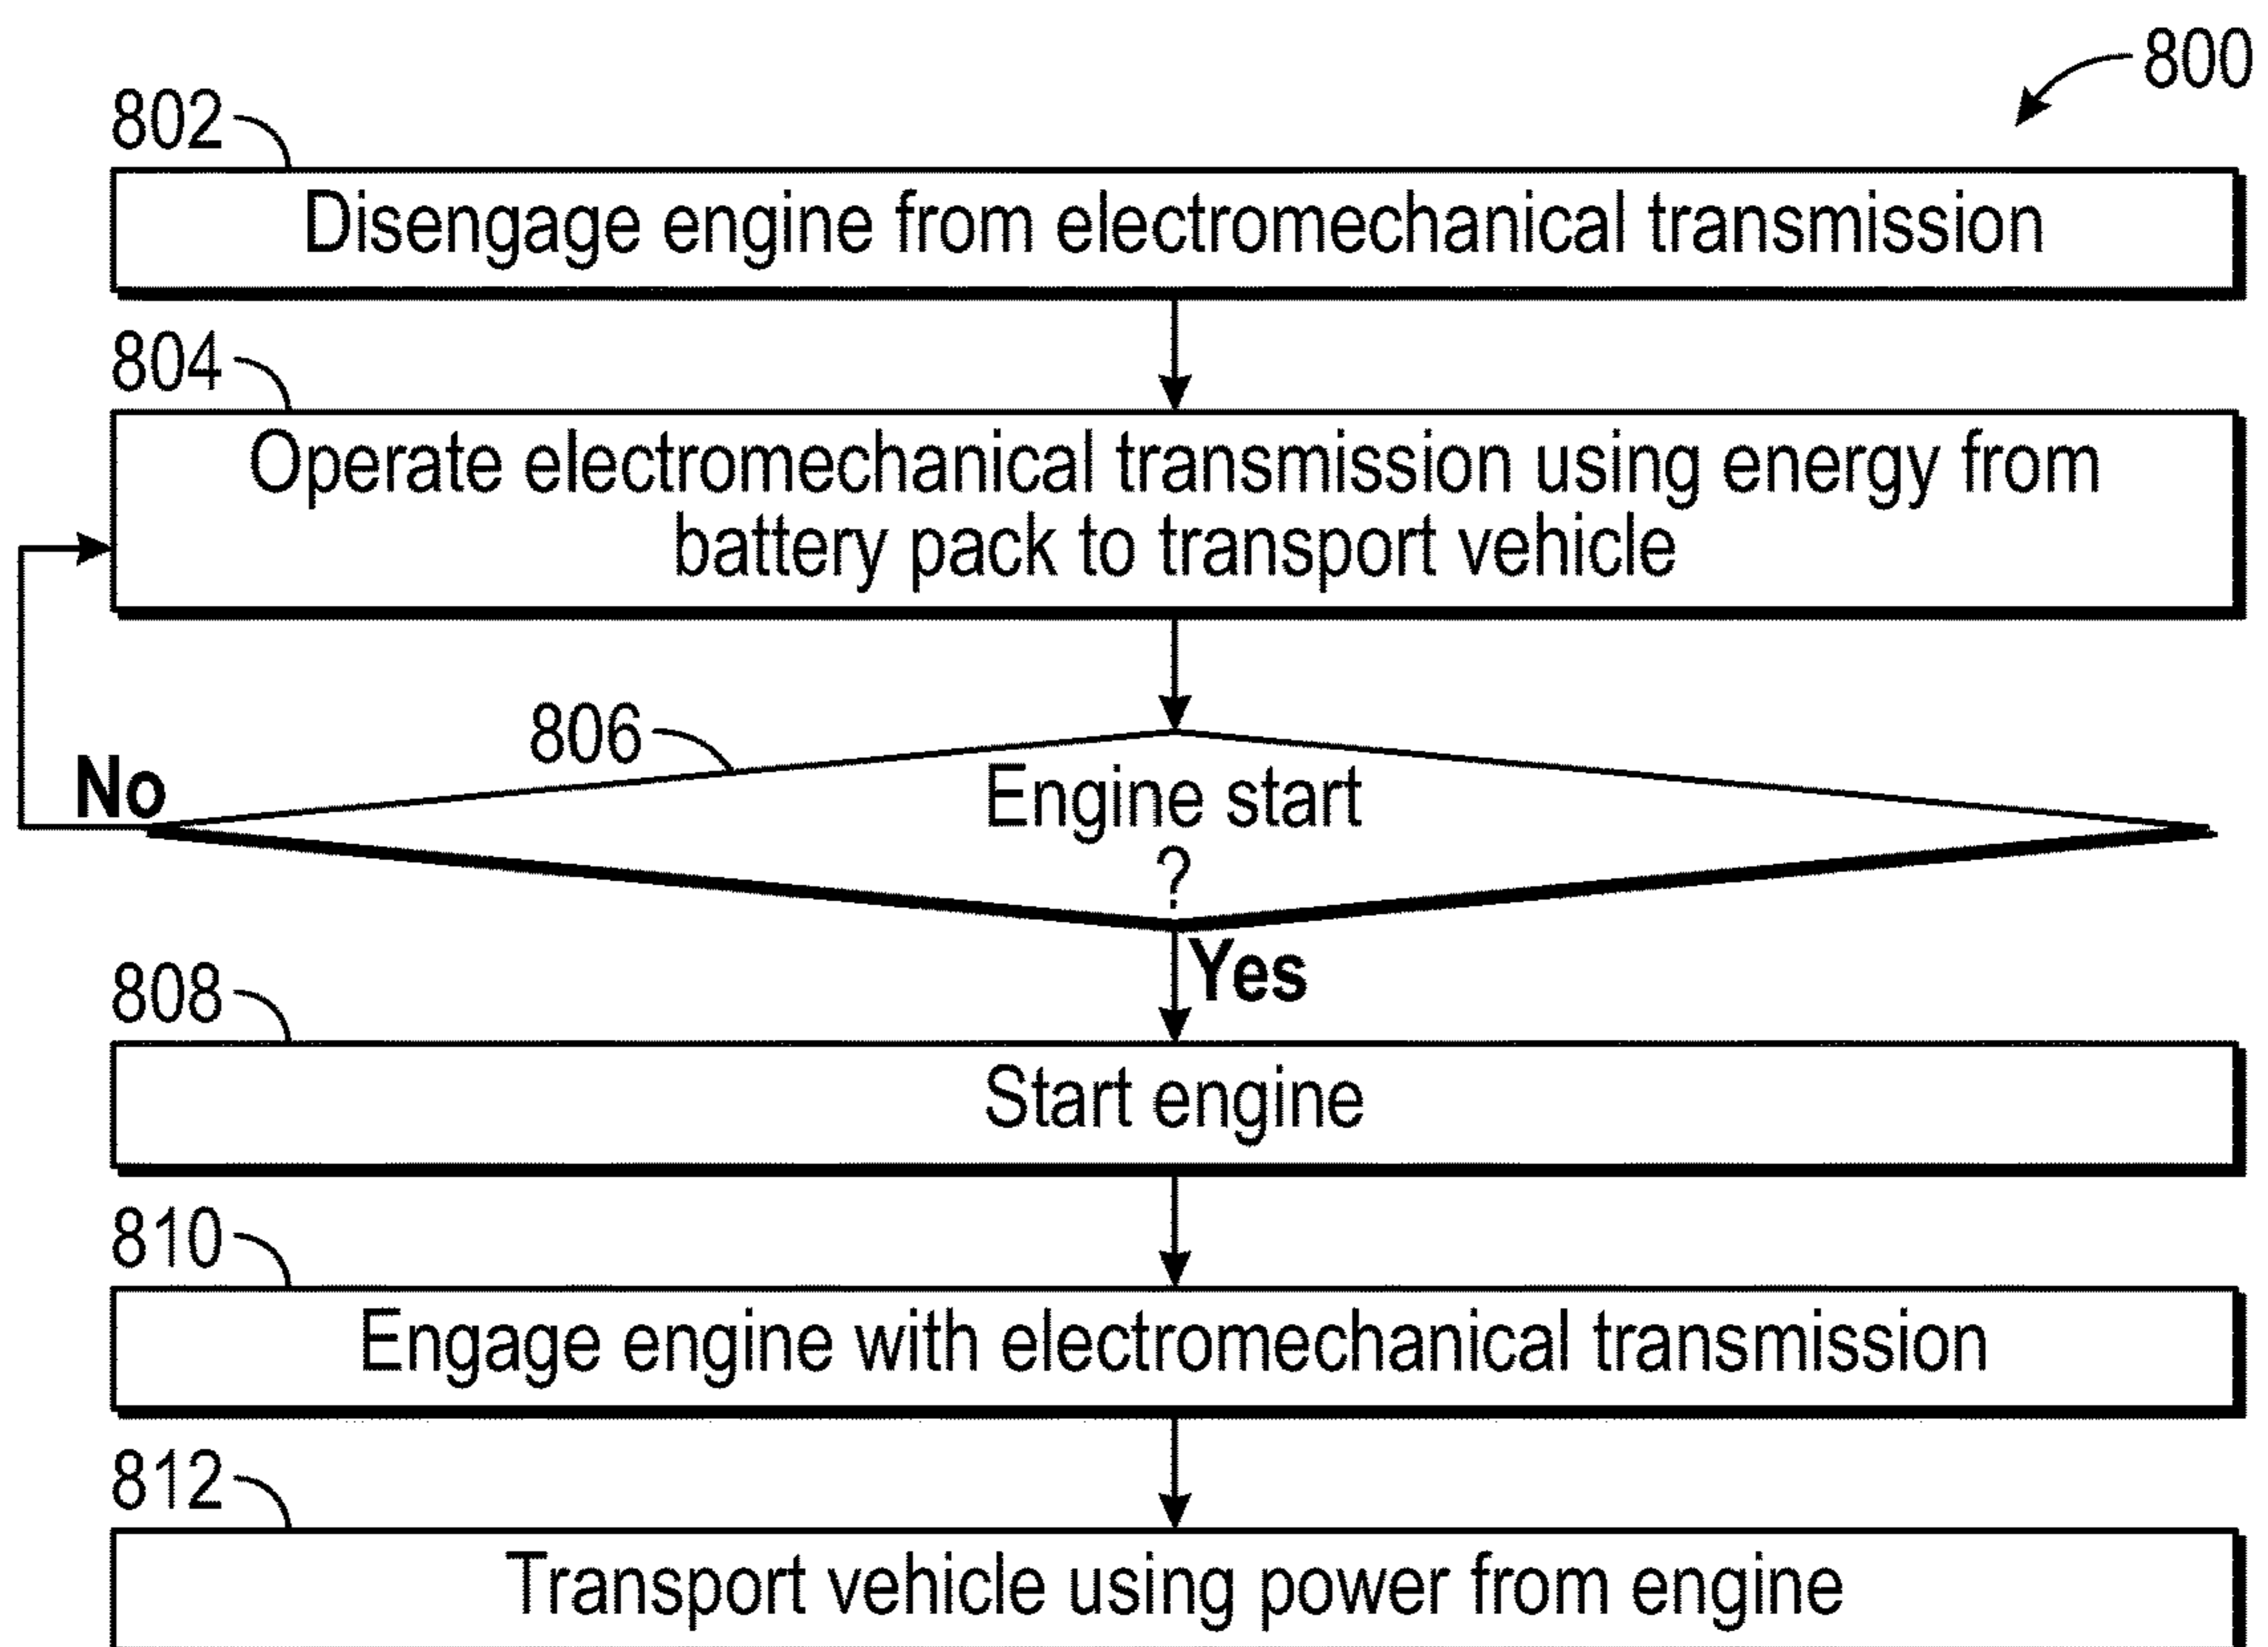 800
802
Disengage engine from electromechanical transmission
804
Operate electromechanical transmission using energy from
battery pack to transport vehicle
806
No
Engine start
?
Yes
808
Start engine
810
Engage engine with electromechanical transmission
812
Transport vehicle using power from engine